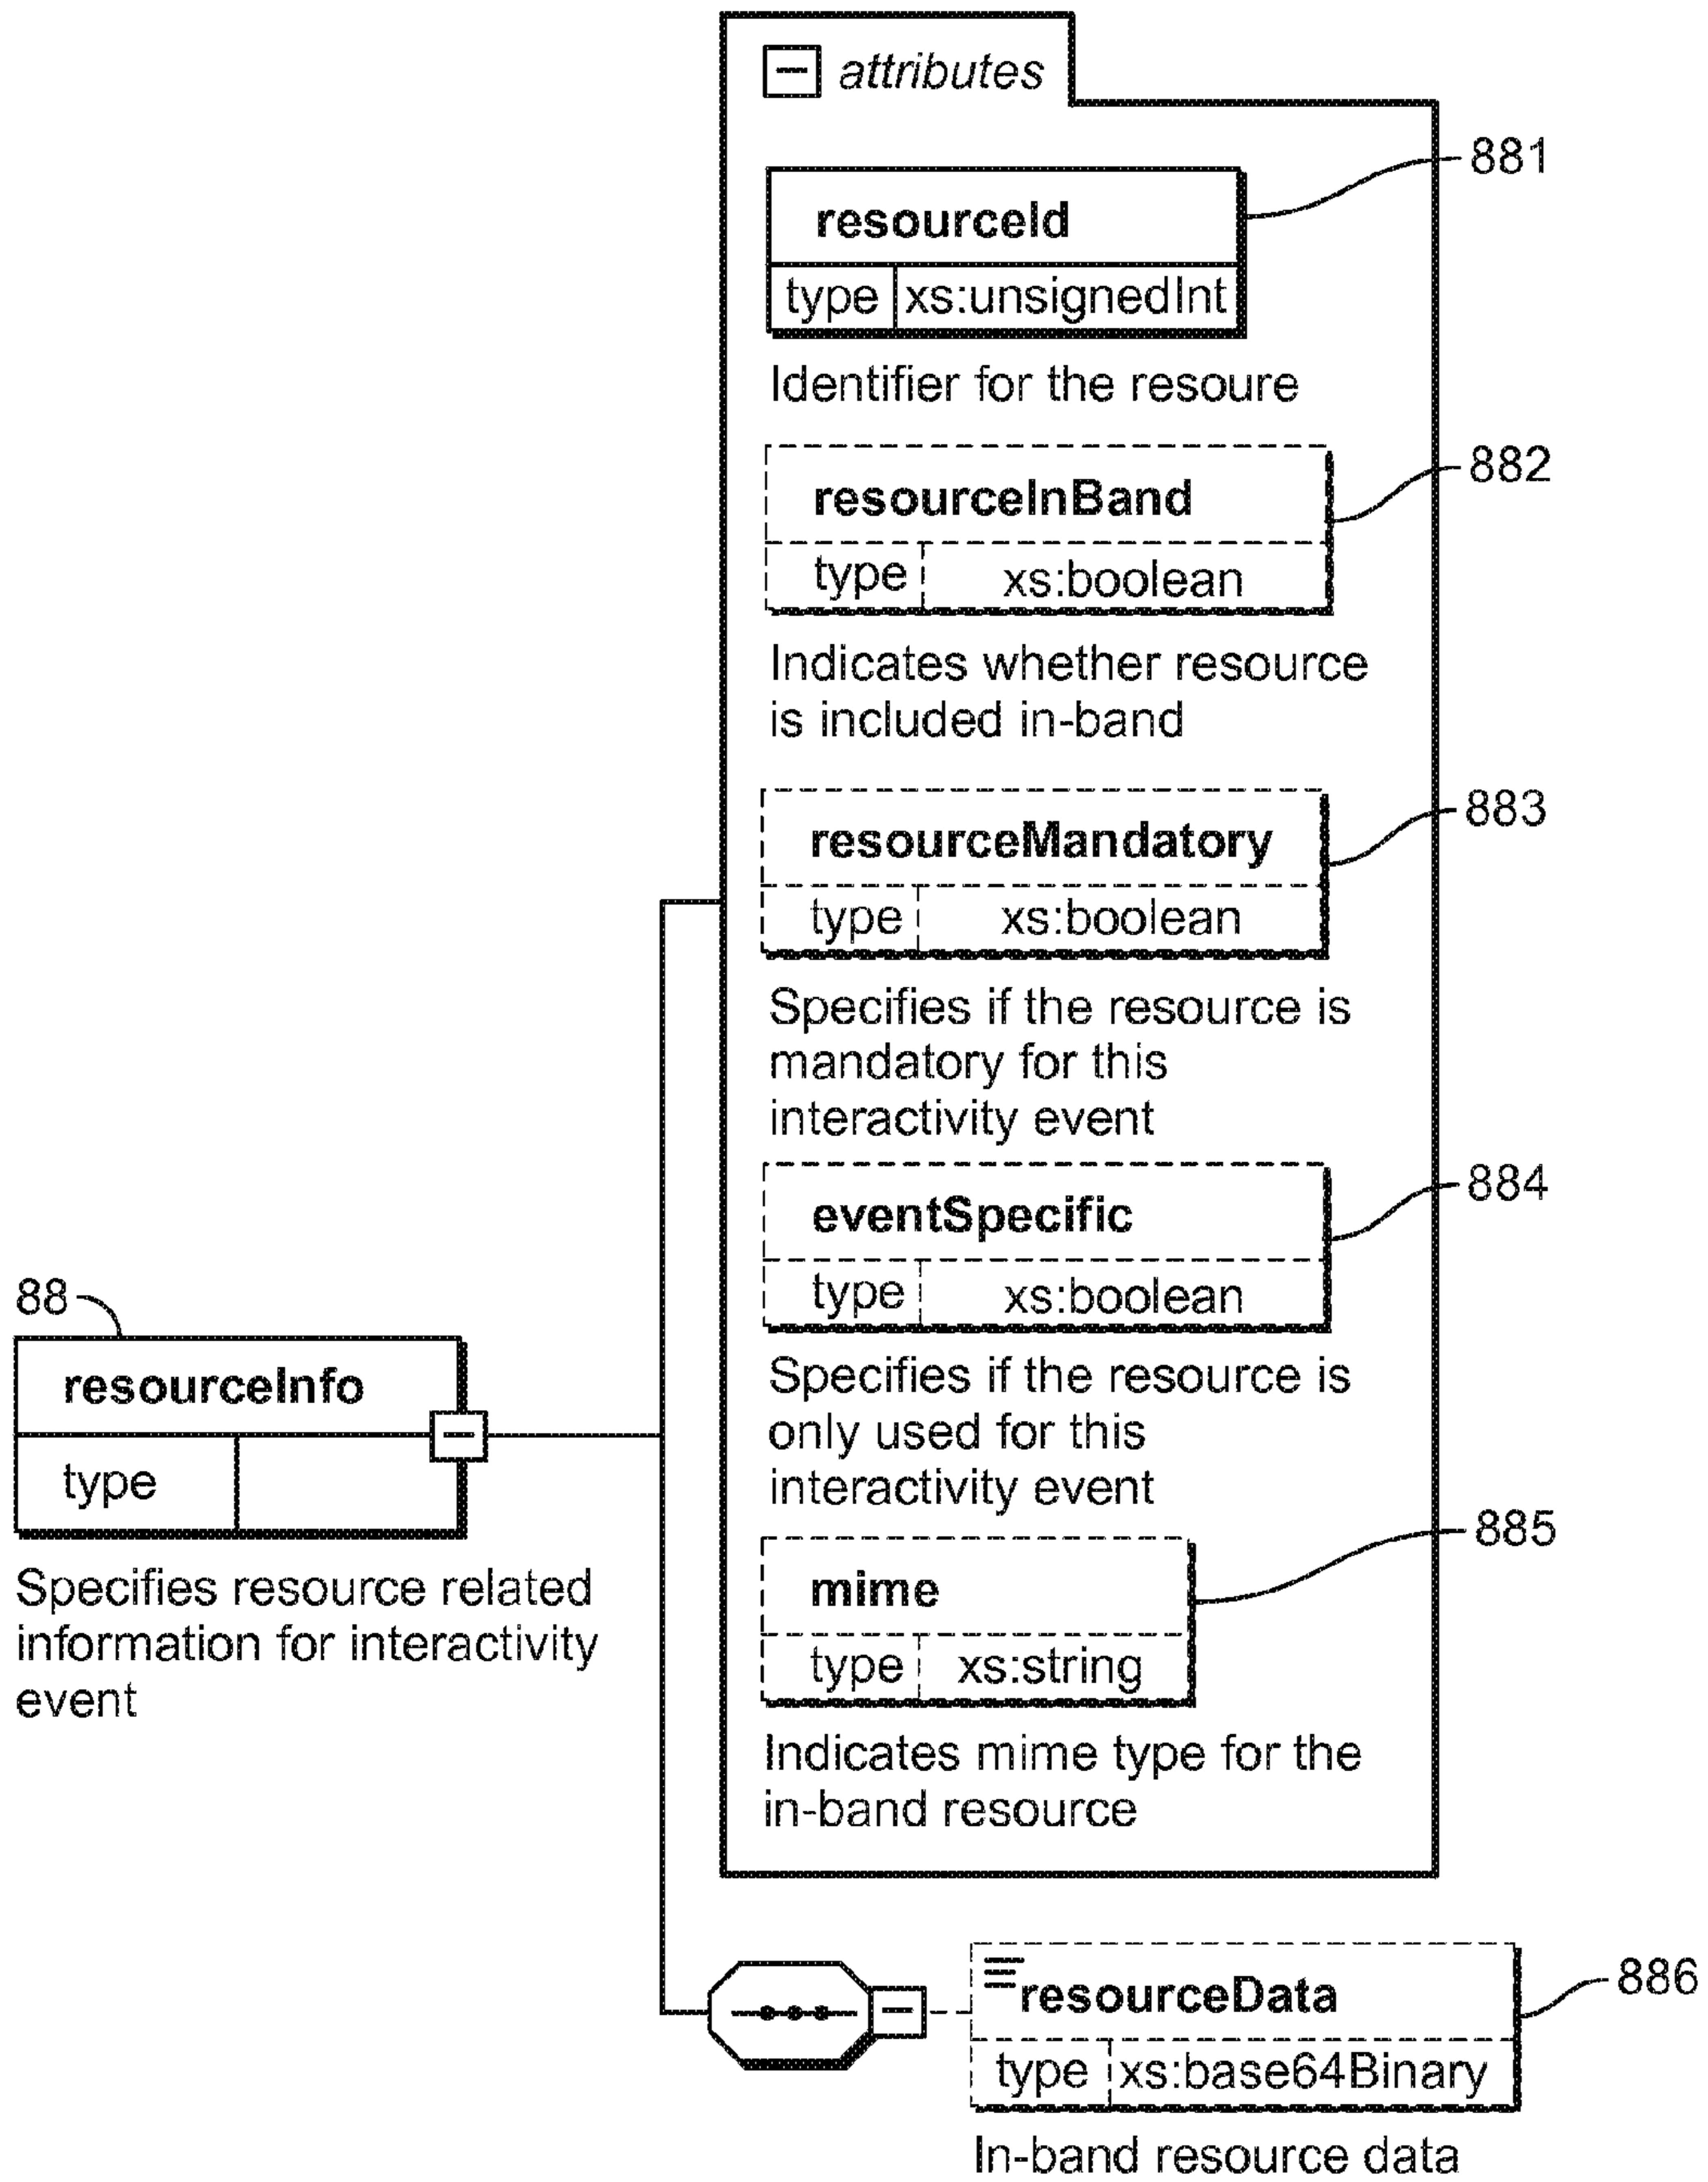 attributes
881
resourceId
type xs:unsignedInt
Identifier for the resoure
882
resourceInBand
type xs:boolean
Indicates whether resource
is included in-band
883
resourceMandatory
type xs:boolean
Specifies if the resource is
mandatory for this
interactivity event
884
eventSpecific
type xs:boolean
Specifies if the resource is
only used for this
interactivity event
88
resourceInfo
type
Specifies resource related
information for interactivity
event
885
mime
type xs:string
Indicates mime type for the
in-band resource
886
resourceData
type xs:base64Binary
In-band resource data